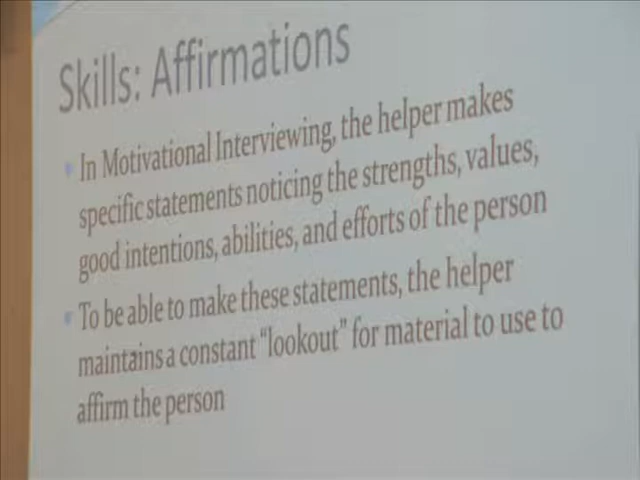 Skills: Affirmations
In Motivational Interviewing, the helper makes
specific statements noticing the strengths, values,
good intentions, abilities, and efforts of the person
To be able to make these statements, the helper
maintains a constant “lookout” for material to use to
affirm the person